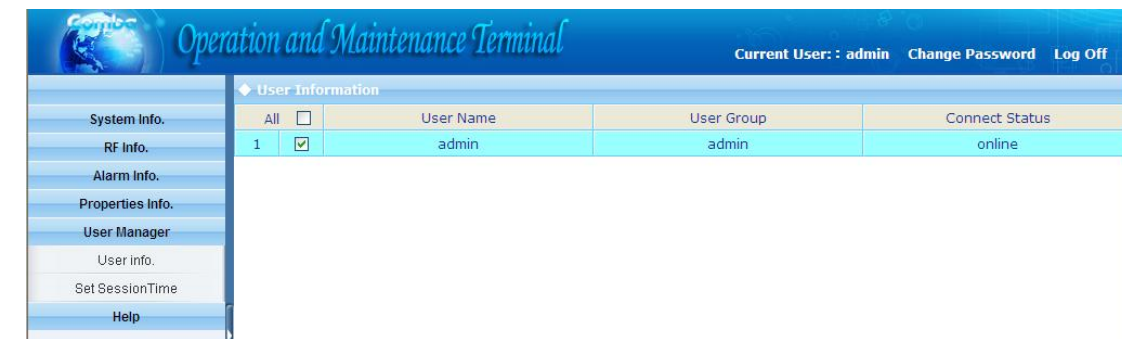 Comba
Operation and Maintenance Terminal
Current User: : admin Change Password Log Off
User Information
System Info.
RF Info.
Alarm Info.
Properties Info.
User Manager
User info.
Set SessionTime
Help
All User Name User Group Connect Status
1 admin admin online